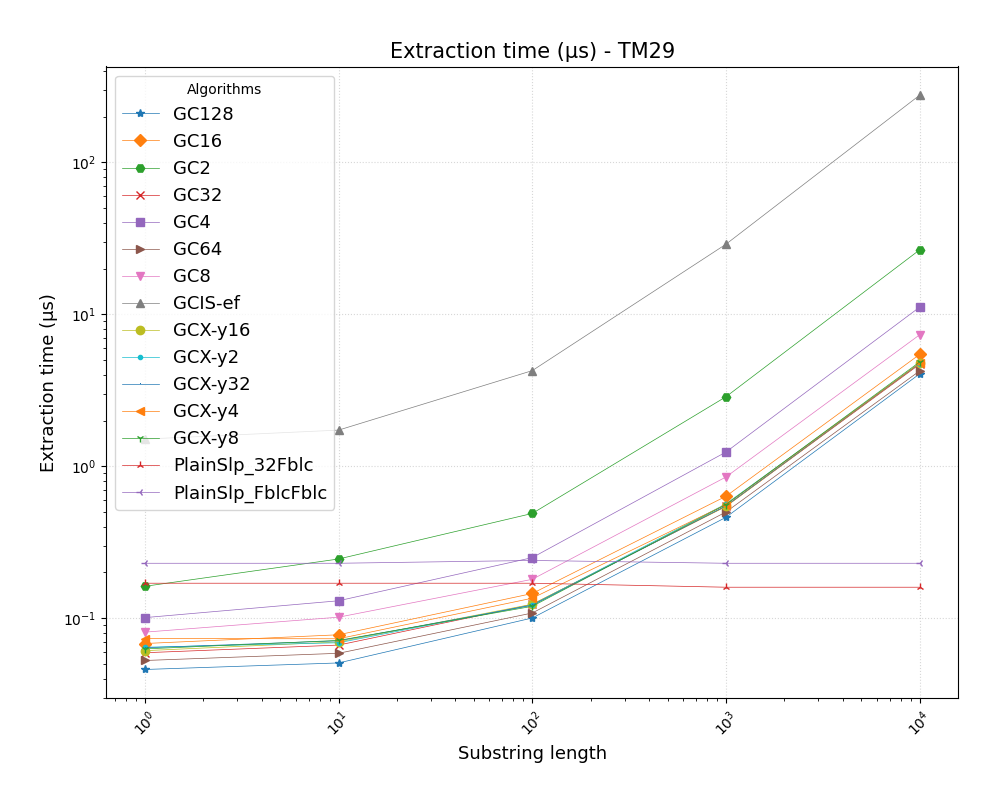 Extraction time (μs) - TM29
Extraction time (μs)
10²
10¹
10⁰
10⁻¹
Algorithms
GC128
GC16
GC2
GC32
GC4
GC64
GC8
GCIS-ef
GCX-y16
GCX-y2
GCX-y32
GCX-y4
GCX-y8
PlainSlp_32Fblc
PlainSlp_FblcFblc
10⁰ 10¹ 10² 10³ 10⁴
Substring length